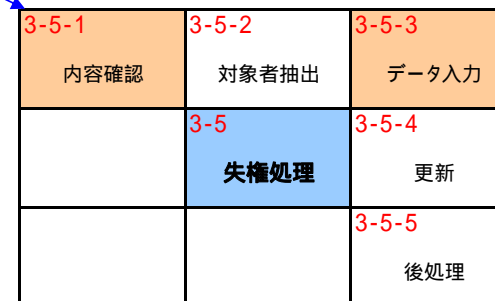 3-5-1
内容確認
3-5-2
対象者抽出
3-5-3
データ入力
3-5
失権処理
3-5-4
更新
3-5-5
後処理